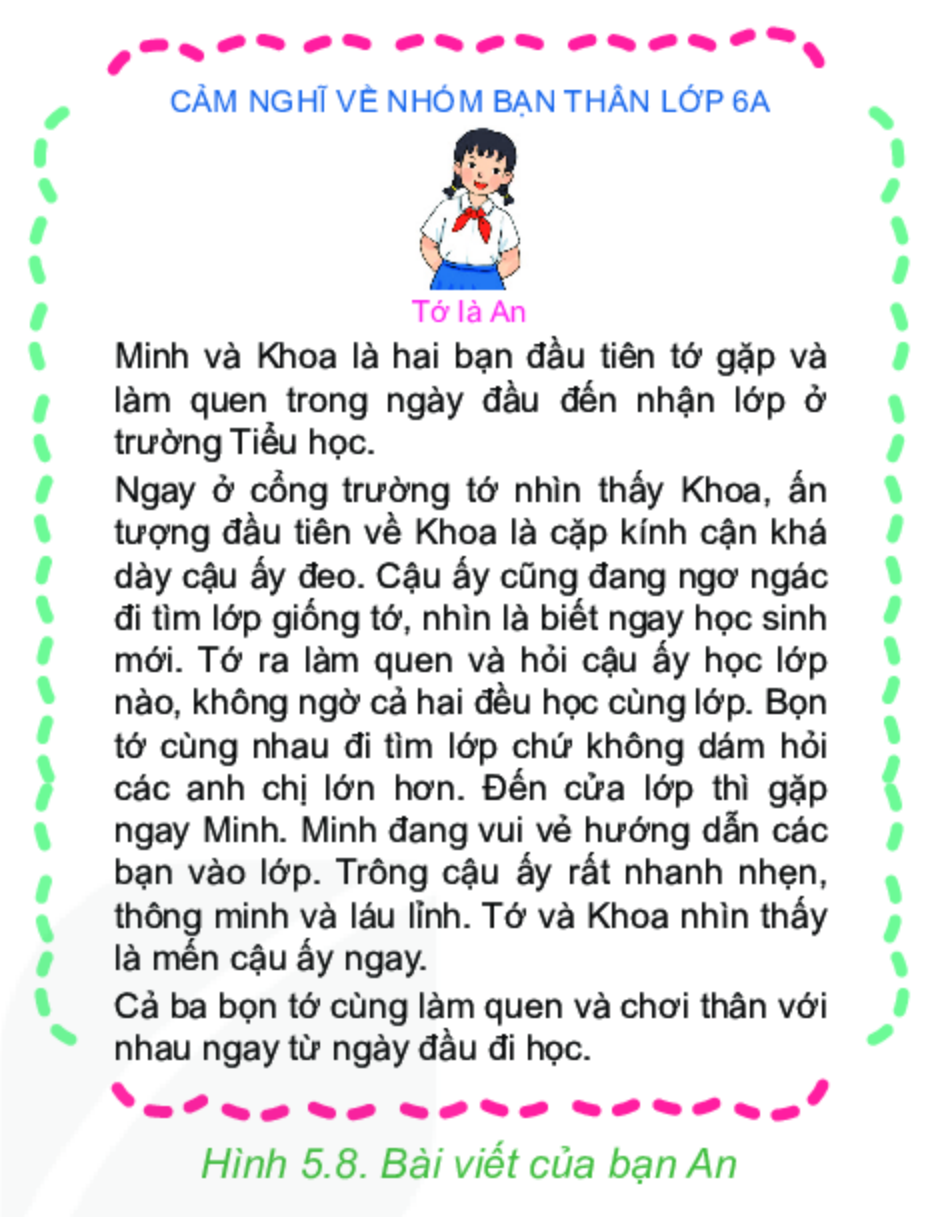 CẢM NGHĨ VỀ NHÓM BẠN THÂN LỚP 6A
Tớ là An
Minh và Khoa là hai bạn đầu tiên tớ gặp và
làm quen trong ngày đầu đến nhận lớp ở
trường Tiểu học.
Ngay ở cổng trường tớ nhìn thấy Khoa, ấn
tượng đầu tiên về Khoa là cặp kính cận khá
dày cậu ấy đeo. Cậu ấy cũng đang ngơ ngác
đi tìm lớp giống tớ, nhìn là biết ngay học sinh
mới. Tớ ra làm quen và hỏi cậu ấy học lớp
nào, không ngờ cả hai đều học cùng lớp. Bọn
tớ cùng nhau đi tìm lớp chứ không dám hỏi
các anh chị lớn hơn. Đến cửa lớp thì gặp
ngay Minh. Minh đang vui vẻ hướng dẫn các
bạn vào lớp. Trông cậu ấy rất nhanh nhẹn,
thông minh và láu lỉnh. Tớ và Khoa nhìn thấy
là mến cậu ấy ngay.
Cả ba bọn tớ cùng làm quen và chơi thân với
nhau ngay từ ngày đầu đi học.
Hình 5.8. Bài viết của bạn An